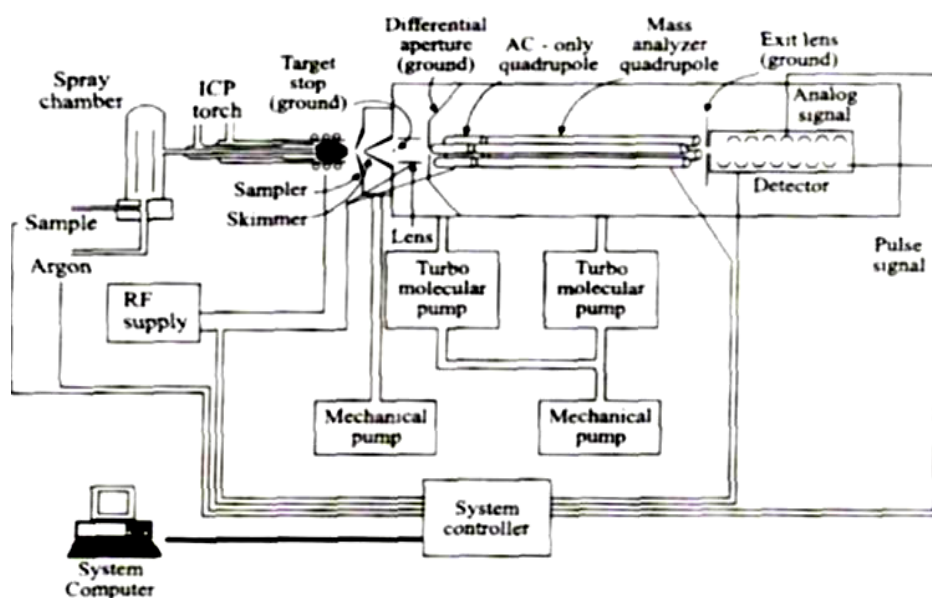 Spray
chamber
ICP
torch
Target
stop
(ground)
Differential
aperture
(ground)
AC - only
quadrupole
Mass
analyzer
quadrupole
Exit lens
(ground)
Analog
signal
Sampler
Skimmer
Lens
Detector
Sample
Argon
Pulse
signal
RF
supply
Turbo
molecular
pump
Turbo
molecular
pump
Mechanical
pump
Mechanical
pump
System
controller
System
Computer